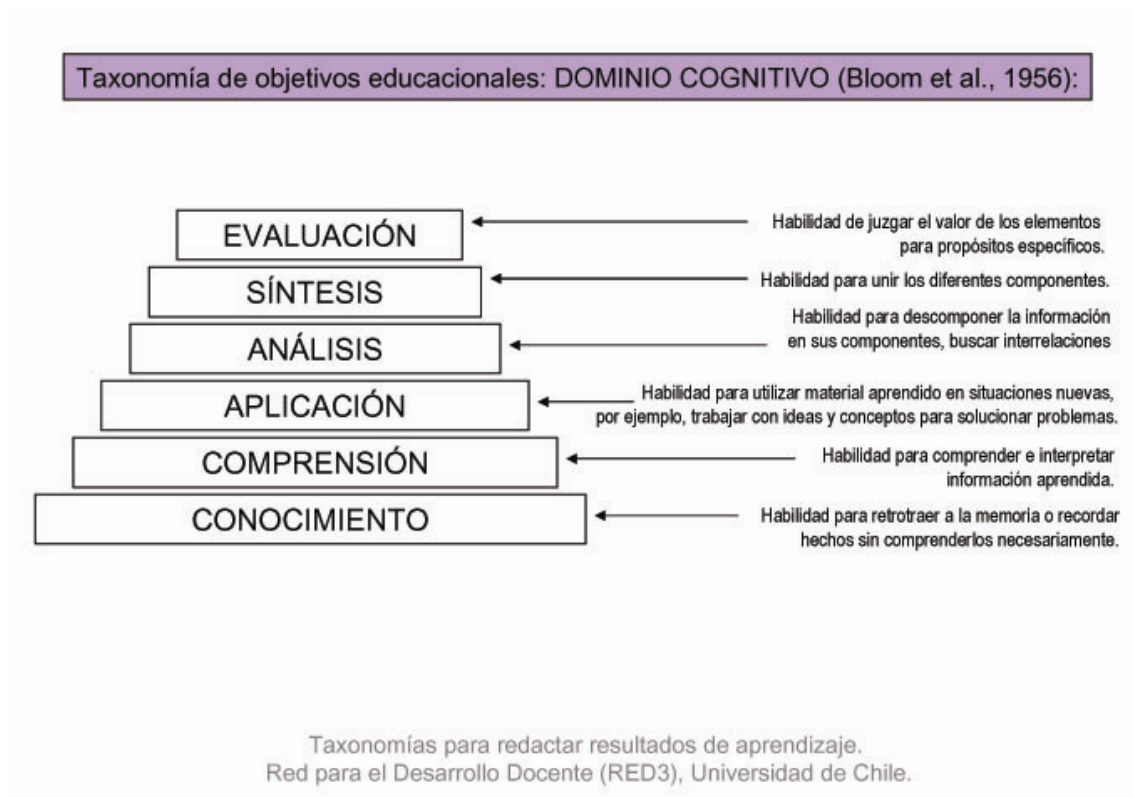 Taxonomía de objetivos educacionales: DOMINIO COGNITIVO (Bloom et al., 1956):
EVALUACIÓN
Habilidad de juzgar el valor de los elementos
para propósitos específicos.
SÍNTESIS
Habilidad para unir los diferentes componentes.
ANÁLISIS
Habilidad para descomponer la información
en sus componentes, buscar interrelaciones
APLICACIÓN
Habilidad para utilizar material aprendido en situaciones nuevas,
por ejemplo, trabajar con ideas y conceptos para solucionar problemas.
COMPRENSIÓN
Habilidad para comprender e interpretar
información aprendida.
CONOCIMIENTO
Habilidad para retrotraer a la memoria o recordar
hechos sin comprenderlos necesariamente.
Taxonomías para redactar resultados de aprendizaje.
Red para el Desarrollo Docente (RED3), Universidad de Chile.